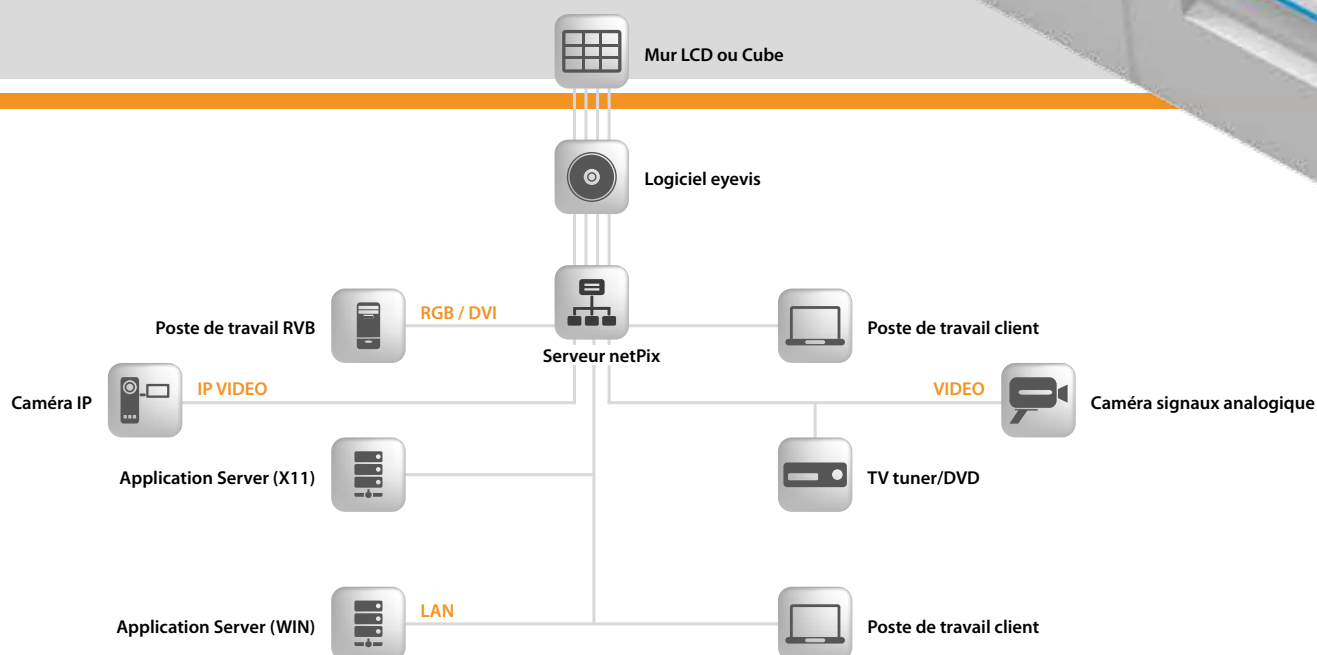 Mur LCD ou Cube
Logiciel eyevis
RGB / DVI
Poste de travail RVB
Poste de travail client
Serveur netPix
IP VIDEO
VIDEO
Caméra IP
Caméra signaux analogique
Application Server (X11)
TV tuner/DVD
LAN
Application Server (WIN)
Poste de travail client